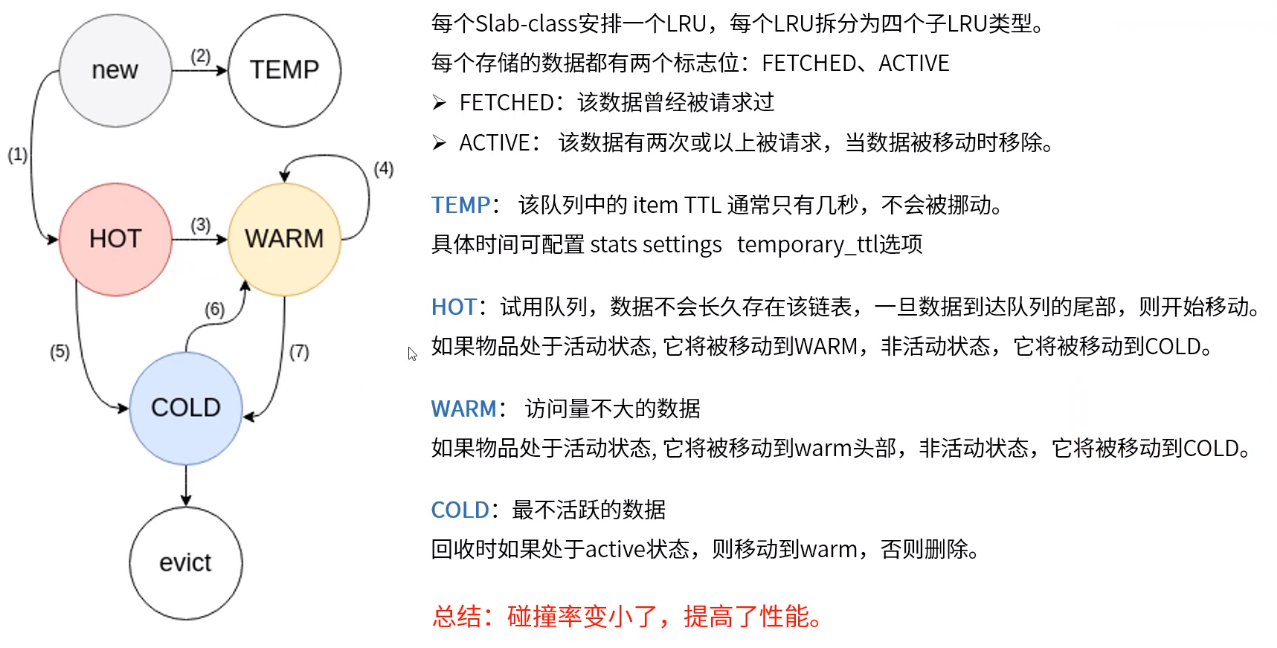 new
(2)
TEMP
(1)
(4)
HOT
(3)
WARM
(6)
(5)
(7)
COLD
evict
每个Slab-class安排一个LRU，每个LRU拆分为四个子LRU类型。
每个存储的数据都有两个标志位：FETCHED、ACTIVE
➢ FETCHED：该数据曾经被请求过
➢ ACTIVE： 该数据有两次或以上被请求，当数据被移动时移除。
TEMP： 该队列中的 item TTL 通常只有几秒，不会被挪动。
具体时间可配置 stats settings temporary_ttl选项
HOT：试用队列，数据不会长久存在该链表，一旦数据到达队列的尾部，则开始移动。
如果物品处于活动状态, 它将被移动到WARM，非活动状态，它将被移动到COLD。
WARM： 访问量不大的数据
如果物品处于活动状态, 它将被移动到warm头部，非活动状态，它将被移动到COLD。
COLD：最不活跃的数据
回收时如果处于active状态，则移动到warm，否则删除。
总结：碰撞率变小了，提高了性能。